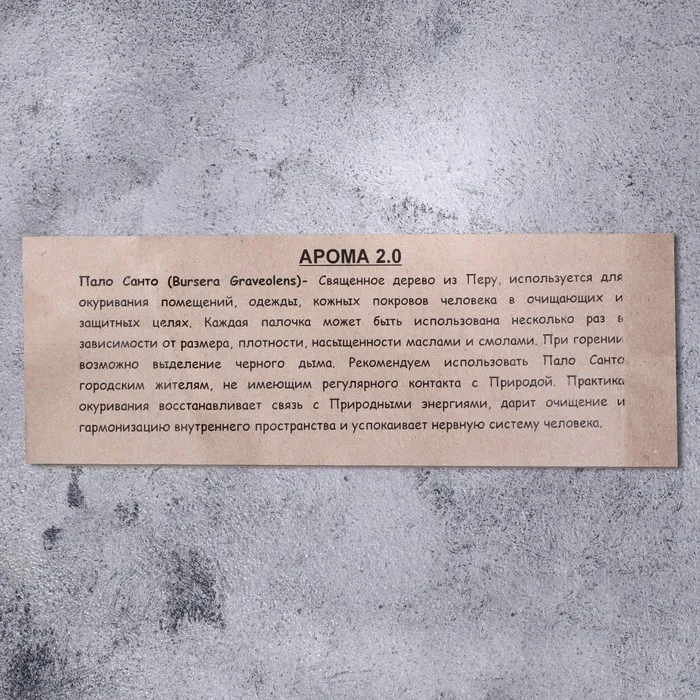 АРОМА 2.0
Пало Санто (Bursera Graveolens)- Священное дерево из Перу, используется для
окуривания помещений, одежды, кожных покровов человека в очищающих и
защитных целях. Каждая палочка может быть использована несколько раз в
зависимости от размера, плотности, насыщенности маслами и смолами. При горении
возможно выделение черного дыма. Рекомендуем использовать Пало Санто
городским жителям, не имеющим регулярного контакта с Природой. Практика
окуривания восстанавливает связь с Природными энергиями, дарит очищение и
гармонизацию внутреннего пространства и успокаивает нервную систему человека.